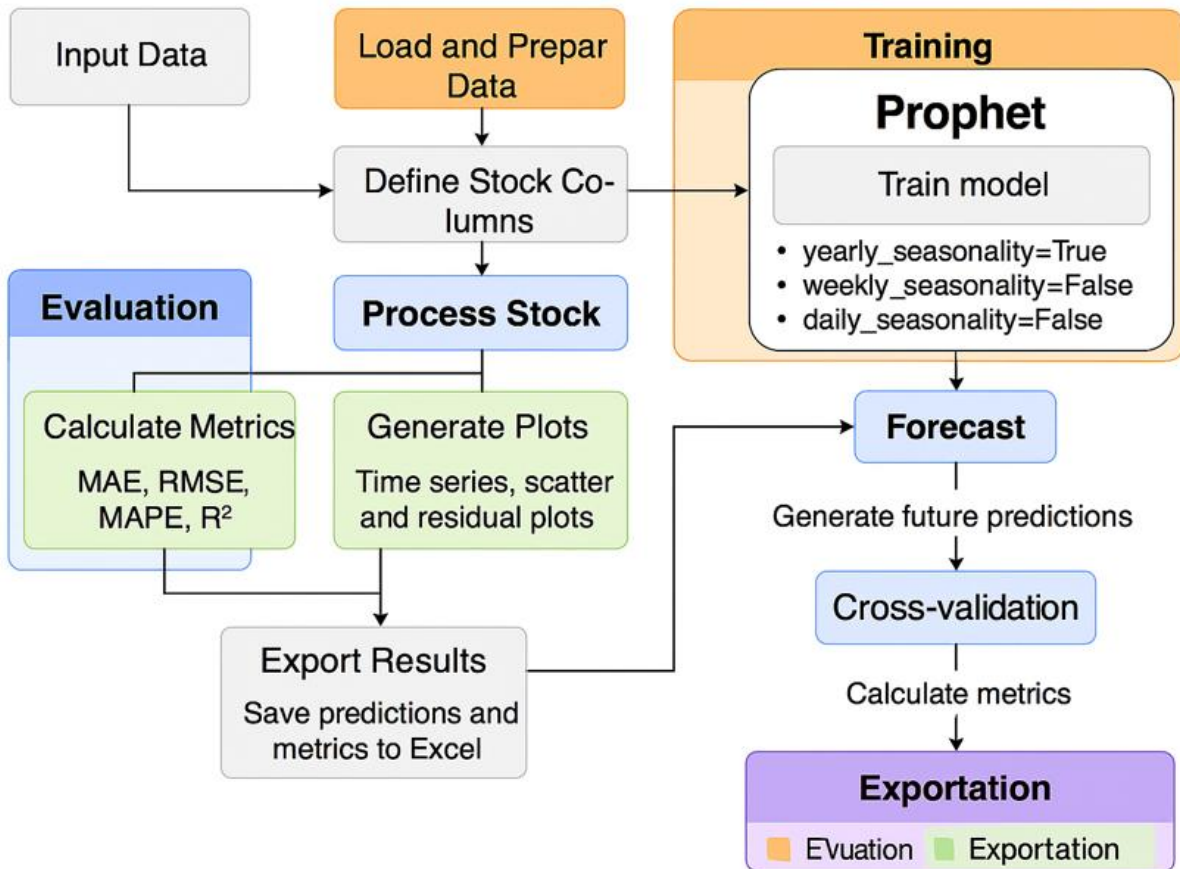 Input Data
Load and Prepar
Data
Training
Prophet
Train model
• yearly_seasonality=True
• weekly_seasonality=False
• daily_seasonality=False
Define Stock Co-
lumns
Process Stock
Evaluation
Calculate Metrics
MAE, RMSE,
MAPE, R²
Generate Plots
Time series, scatter
and residual plots
Export Results
Save predictions and
metrics to Excel
Forecast
Generate future predictions
Cross-validation
Calculate metrics
Exportation
E'vuation
Exportation